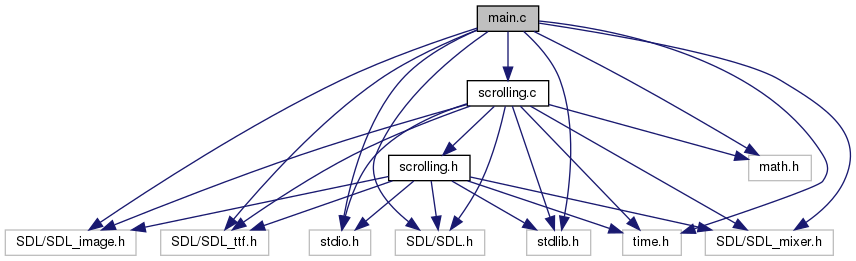 main.c
scrolling.c
scrolling.h
math.h
SDL/SDL_image.h
SDL/SDL_ttf.h
stdio.h
SDL/SDL.h
stdlib.h
time.h
SDL/SDL_mixer.h